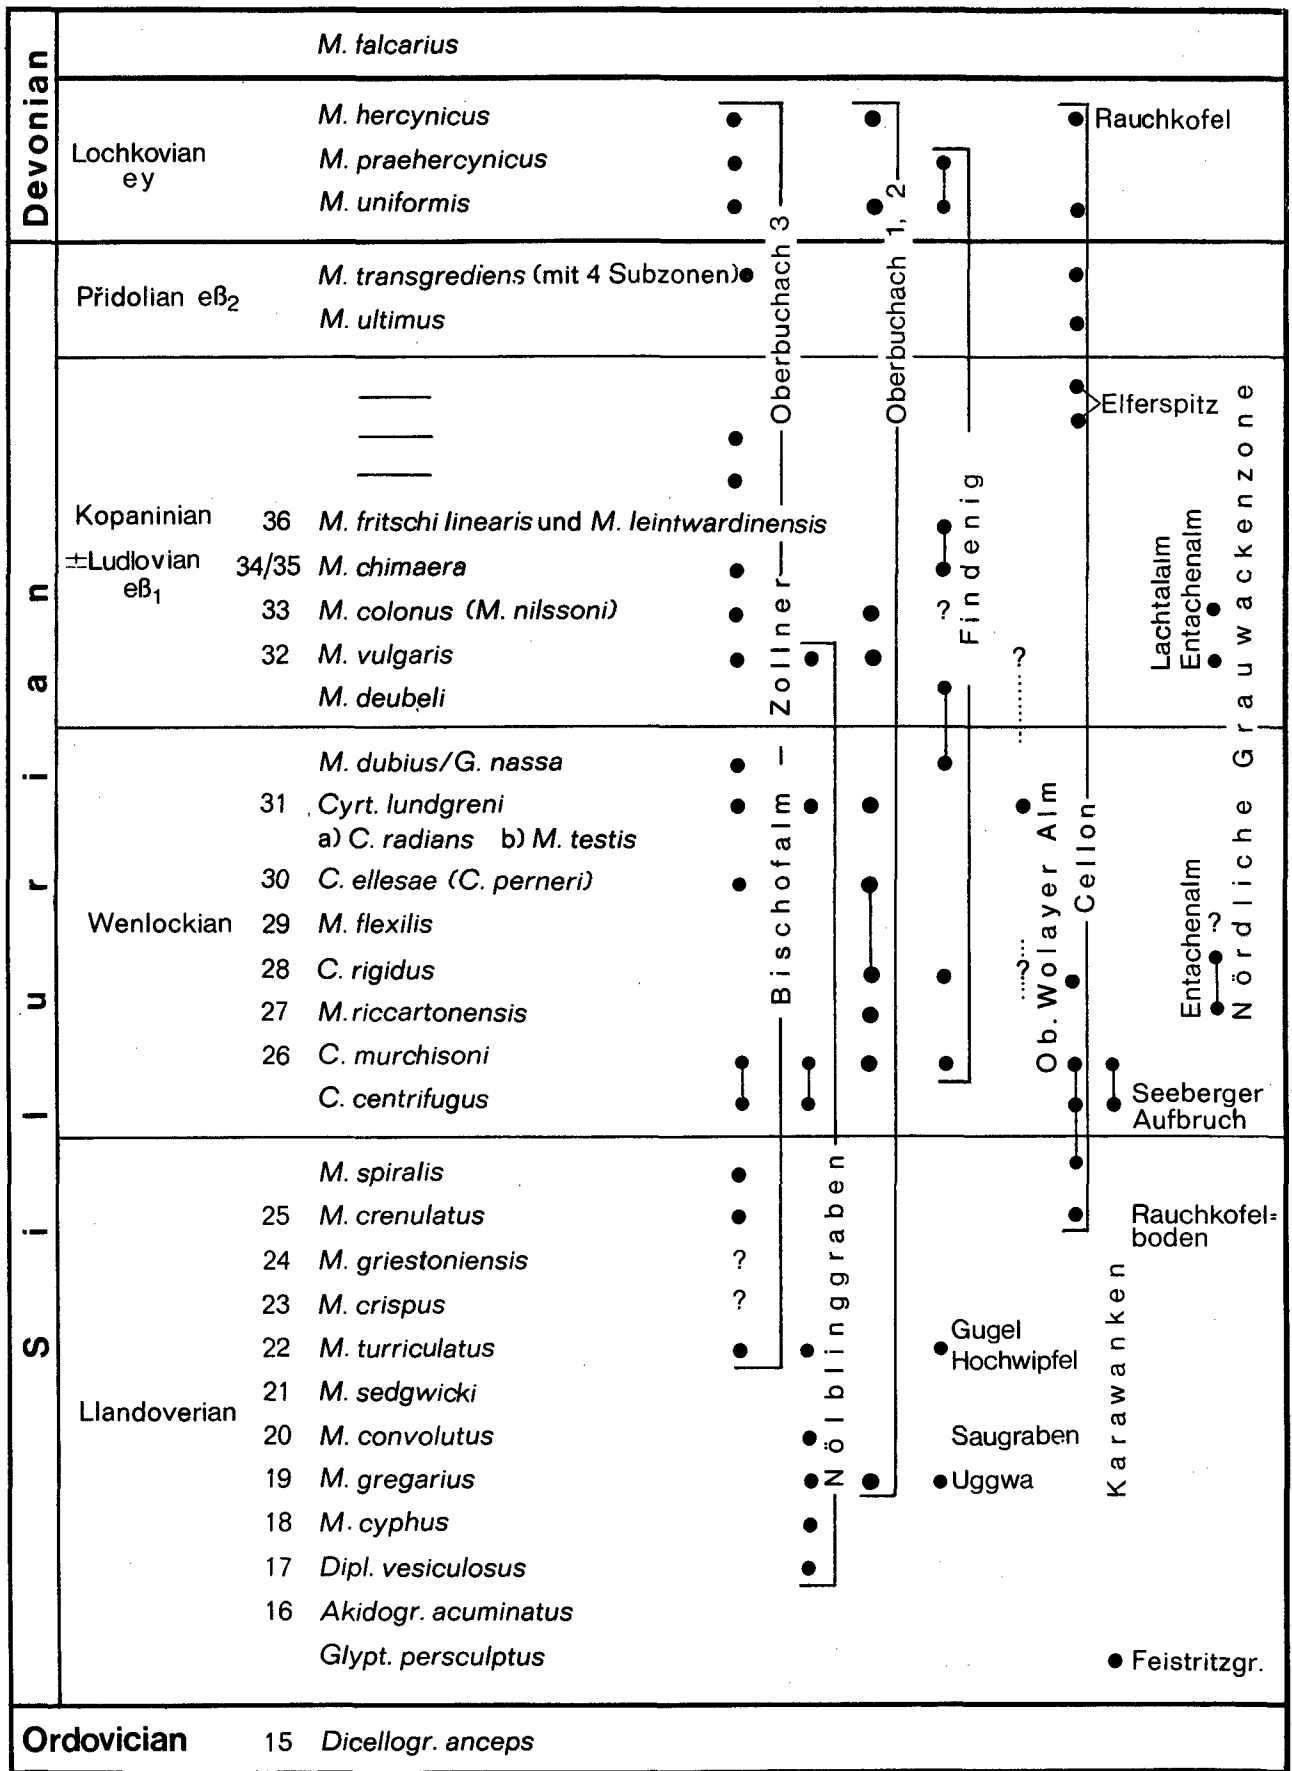 Devonian
M. falcarius
Lochkovian
ey
M. hercynicus
Rauchkofel
M. praehercynicus
M. uniformis
Silurian
Přidolian eß₂
M. transgrediens (mit 4 Subzonen)
M. ultimus
Kopaninian
±Ludlovian
eß₁
36 M. fritschi linearis und M. leintwardinensis
34/35 M. chimaera
33 M. colonus (M. nilssoni) ?
32 M. vulgaris ?
M. deubeli
Elferspitz
Lachtalalm
Entachenalm
Wenlockian
M. dubius/G. nassa
31 Cyrt. lundgreni
a) C. radians b) M. testis
30 C. ellesae (C. perneri)
29 M. flexilis
28 C. rigidus ?
27 M. riccartonensis
26 C. murchisoni
C. centrifugus
Seeberger
Aufbruch
Entachenalm ?
Llandoverian
M. spiralis
25 M. crenulatus
Rauchkofel=
boden
24 M. griestoniensis ?
23 M. crispus ?
22 M. turriculatus
Gugel
Hochwipfel
21 M. sedgwicki
20 M. convolutus
Saugraben
19 M. gregarius
Uggwa
18 M. cyphus
17 Dipl. vesiculosus
16 Akidogr. acuminatus
Glypt. persculptus
Feistritzgr.
Bischofalm – Zollner – Oberbuchach 3
Nölblinggraben
Oberbuchach 1, 2
Findenig
Ob. Wolayer Alm
Cellon
Karawanken
Nördliche Grauwackenzone
Ordovician 15 Dicellogr. anceps